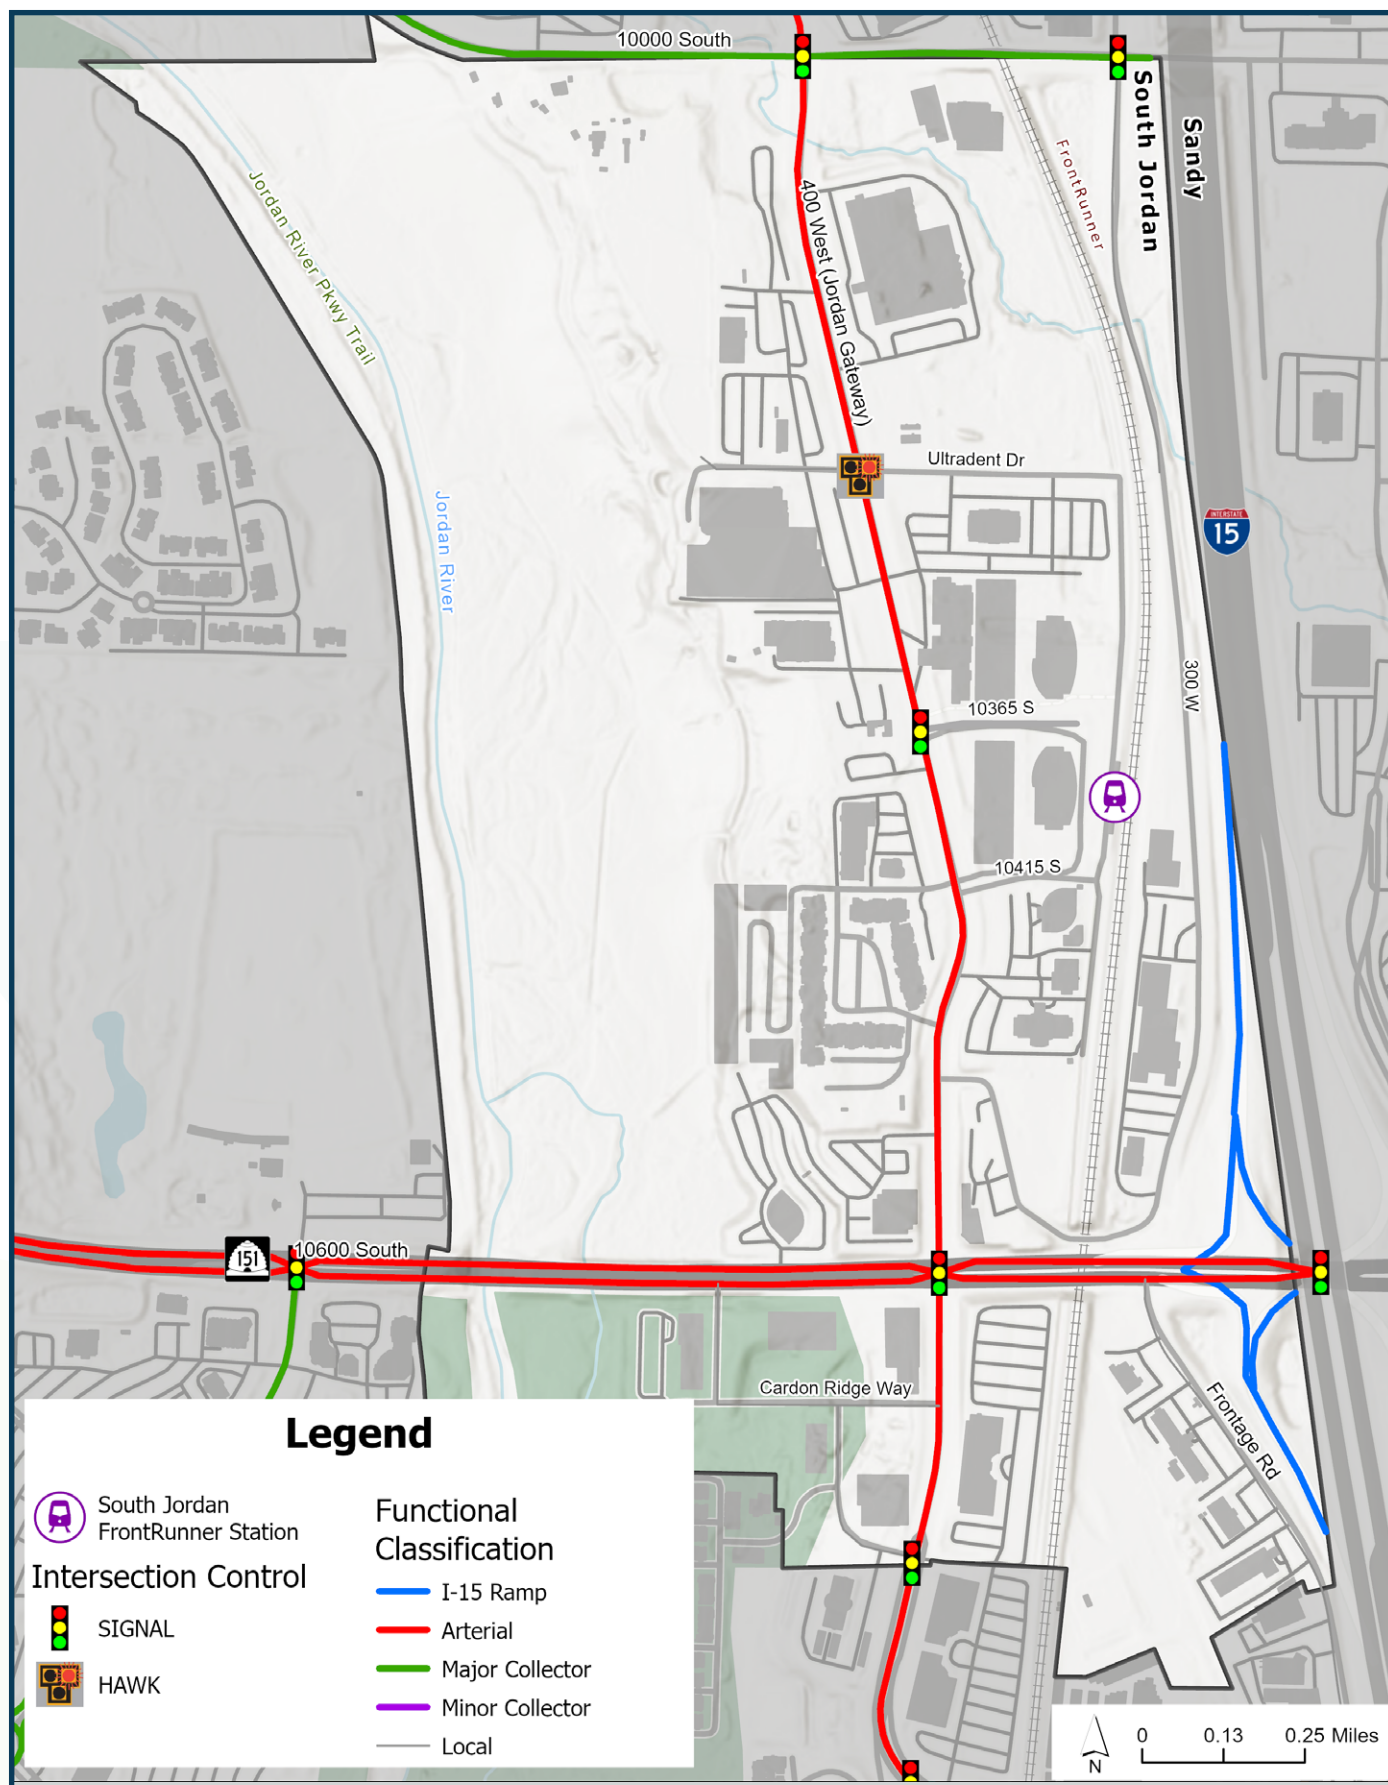 10000 South
South Jordan
Sandy
FrontRunner
Jordan River Pkwy Trail
400 West (Jordan Gateway)
Ultradent Dr
Jordan River
INTERSTATE
15
300 W
10365 S
10415 S
151
10600 South
Cardon Ridge Way
Frontage Rd
Legend
South Jordan
FrontRunner Station
Intersection Control
SIGNAL
HAWK
Functional
Classification
I-15 Ramp
Arterial
Major Collector
Minor Collector
Local
N
0 0.13 0.25 Miles